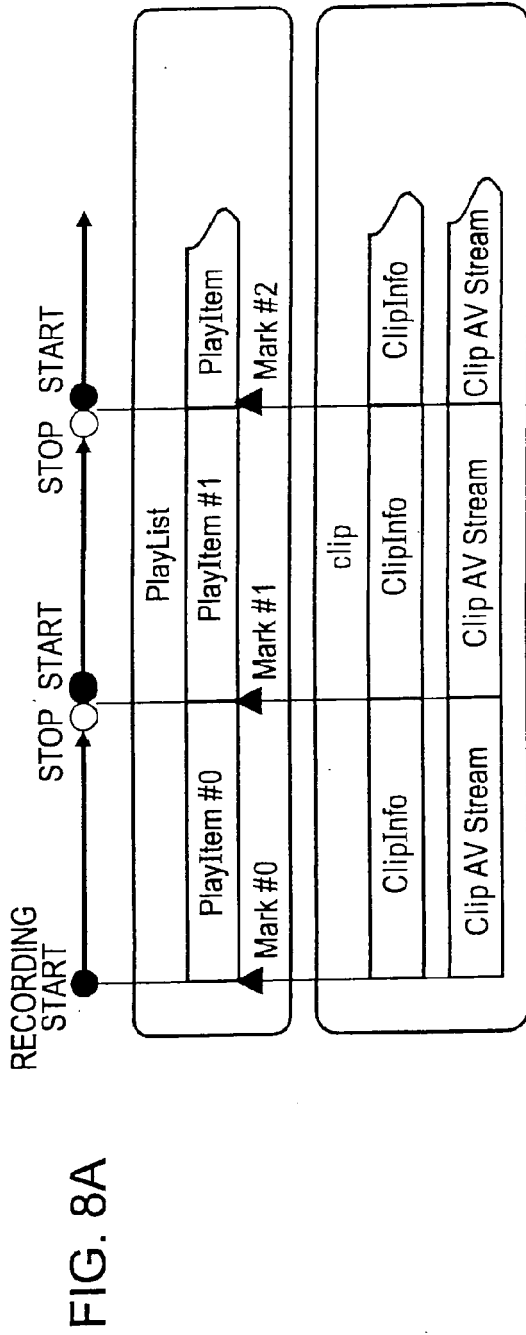 FIG. 8A
RECORDING
START
STOP START
STOP START
PlayList
PlayItem #0
PlayItem #1
PlayItem
Mark #0
Mark #1
Mark #2
clip
ClipInfo
ClipInfo
ClipInfo
Clip AV Stream
Clip AV Stream
Clip AV Stream